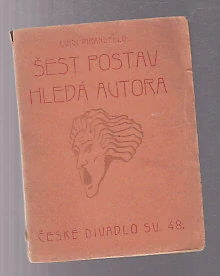 LUIGI PIRANDELLO:
ŠEST POSTAV
HLEDÁ AUTORA
ČESKÉ DIVADLO SV. 48.